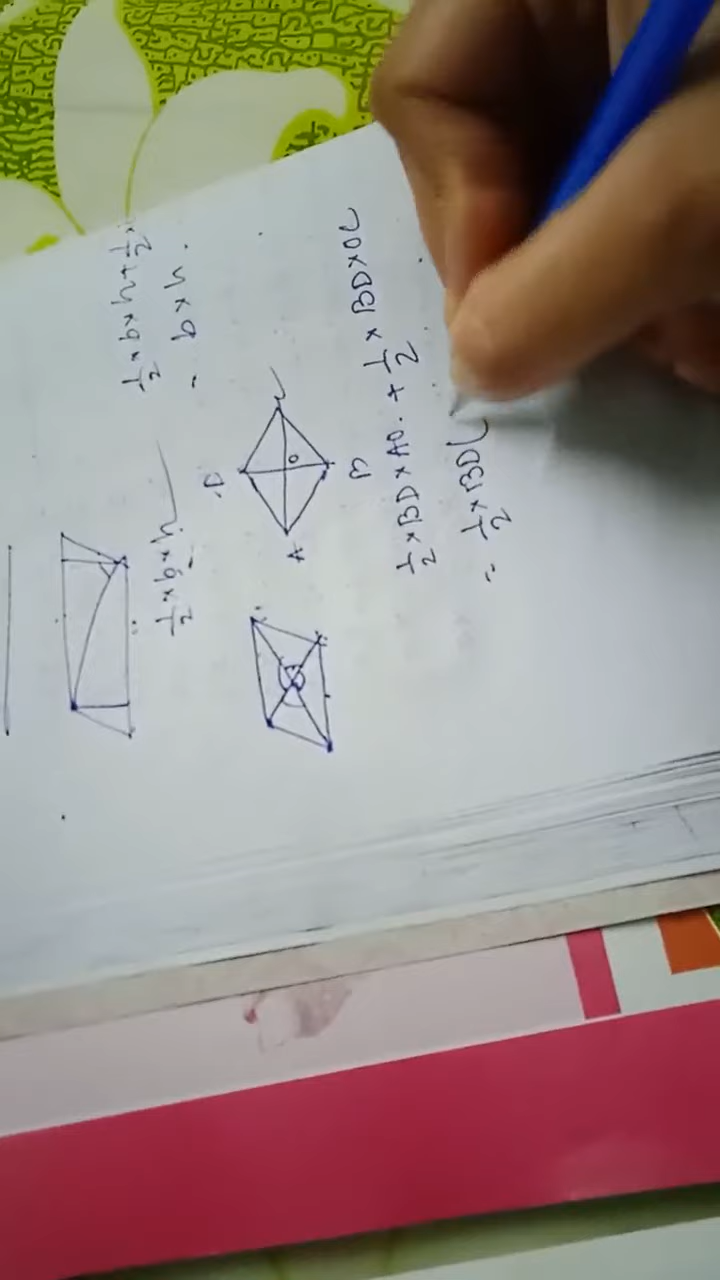 ½ × b × h + ½ ×
= b × h.
½ × b × h
D
C
O
B
A
½ × BD × AO. + ½ × BD × OC
= ½ × BD(